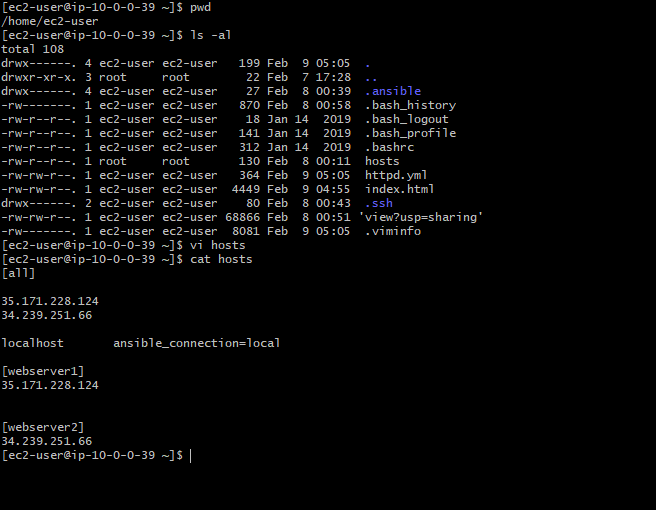 [ec2-user@ip-10-0-0-39 ~]$ pwd
/home/ec2-user
[ec2-user@ip-10-0-0-39 ~]$ ls -al
total 108
drwx------. 4 ec2-user ec2-user   199 Feb  9 05:05  .
drwxr-xr-x. 3 root     root        22 Feb  7 17:28  ..
drwx------. 4 ec2-user ec2-user    27 Feb  8 00:39  .ansible
-rw-------. 1 ec2-user ec2-user   870 Feb  8 00:58  .bash_history
-rw-r--r--. 1 ec2-user ec2-user    18 Jan 14  2019  .bash_logout
-rw-r--r--. 1 ec2-user ec2-user   141 Jan 14  2019  .bash_profile
-rw-r--r--. 1 ec2-user ec2-user   312 Jan 14  2019  .bashrc
-rw-r--r--. 1 root     root       130 Feb  8 00:11  hosts
-rw-rw-r--. 1 ec2-user ec2-user   364 Feb  9 05:05  httpd.yml
-rw-rw-r--. 1 ec2-user ec2-user  4449 Feb  9 04:55  index.html
drwx------. 2 ec2-user ec2-user    80 Feb  8 00:43  .ssh
-rw-rw-r--. 1 ec2-user ec2-user 68866 Feb  8 00:51 'view?usp=sharing'
-rw-------. 1 ec2-user ec2-user  8081 Feb  9 05:05  .viminfo
[ec2-user@ip-10-0-0-39 ~]$ vi hosts
[ec2-user@ip-10-0-0-39 ~]$ cat hosts
[all]
35.171.228.124
34.239.251.66
localhost       ansible_connection=local
[webserver1]
35.171.228.124
[webserver2]
34.239.251.66
[ec2-user@ip-10-0-0-39 ~]$